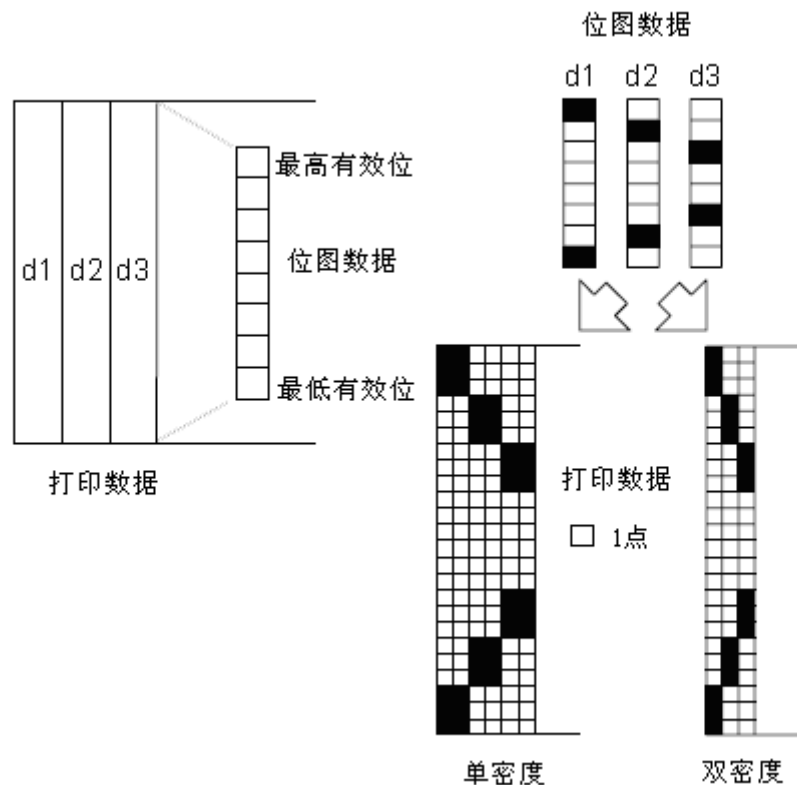 位图数据
d1 d2 d3
最高有效位
位图数据
d1 d2 d3
最低有效位
打印数据
打印数据
1点
单密度
双密度